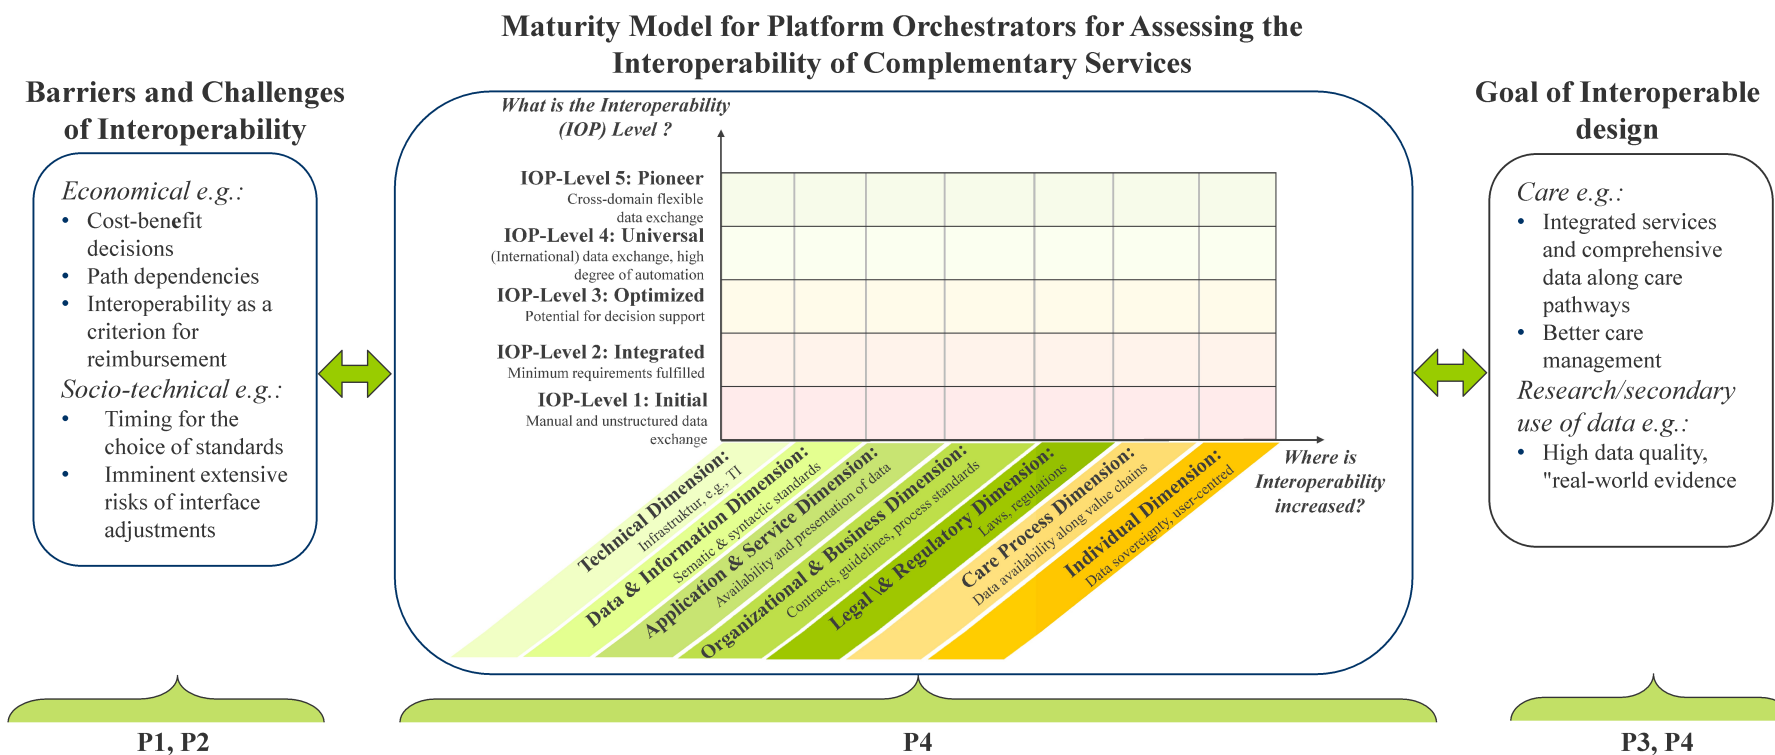 Maturity Model for Platform Orchestrators for Assessing the
Interoperability of Complementary Services
Barriers and Challenges
of Interoperability
Economical e.g.:
• Cost-benefit
decisions
• Path dependencies
• Interoperability as a
criterion for
reimbursement
Socio-technical e.g.:
• Timing for the
choice of standards
• Imminent extensive
risks of interface
adjustments
What is the Interoperability
(IOP) Level ?
IOP-Level 5: Pioneer
Cross-domain flexible
data exchange
IOP-Level 4: Universal
(International) data exchange, high
degree of automation
IOP-Level 3: Optimized
Potential for decision support
IOP-Level 2: Integrated
Minimum requirements fulfilled
IOP-Level 1: Initial
Manual and unstructured data
exchange
Technical Dimension:
Infrastruktur, e.g., TI
Data & Information Dimension:
Sematic & syntactic standards
Application & Service Dimension:
Availability and presentation of data
Organizational & Business Dimension:
Contracts, guidelines, process standards
Legal \& Regulatory Dimension:
Laws, regulations
Care Process Dimension:
Data availability along value chains
Individual Dimension:
Data sovereignty, user-centred
Where is
Interoperability
increased?
Goal of Interoperable
design
Care e.g.:
• Integrated services
and comprehensive
data along care
pathways
• Better care
management
Research/secondary
use of data e.g.:
• High data quality,
"real-world evidence
P1, P2
P4
P3, P4